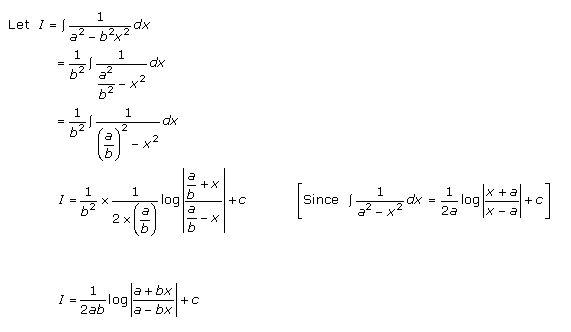 Let I = ∫ 1/(a² − b²x²) dx
= 1/b² ∫ 1/(a²/b² − x²) dx
= 1/b² ∫ 1/((a/b)² − x²) dx
I = 1/b² × 1/(2 × (a/b)) log |(a/b + x)/(a/b − x)| + c [Since ∫ 1/(a² − x²) dx = 1/2a log |(x + a)/(x − a)| + c]
I = 1/2ab log |(a + bx)/(a − bx)| + c